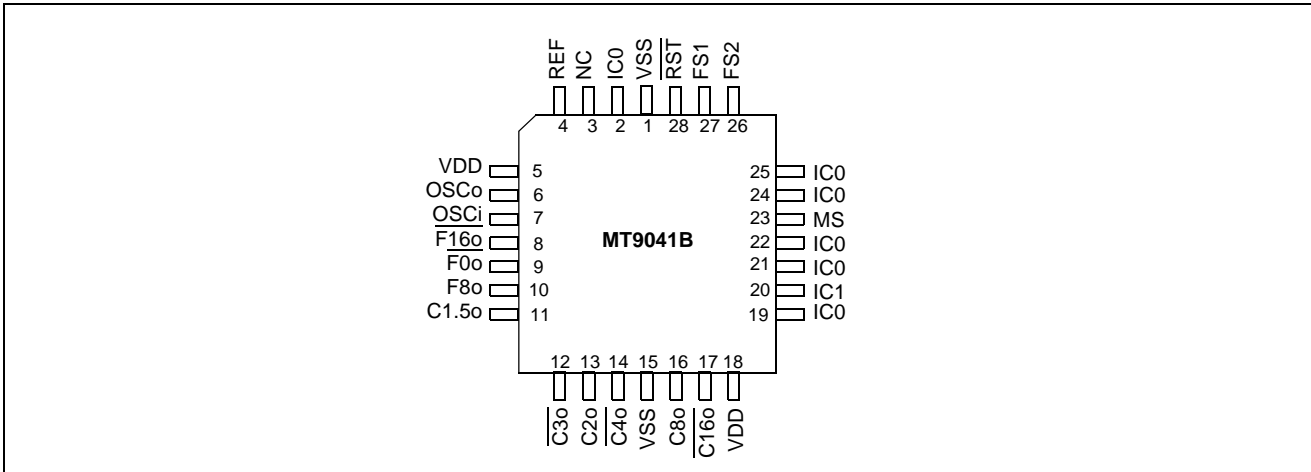 REF
NC
IC0
VSS
RST
FS1
FS2
4
3
2
1
28
27
26
VDD
5
OSCo
6
OSCi
7
F16o
8
F0o
9
F8o
10
C1.5o
11
MT9041B
25
IC0
24
IC0
23
MS
22
IC0
21
IC0
20
IC1
19
IC0
12
13
14
15
16
17
18
C3o
C2o
C4o
VSS
C8o
C16o
VDD